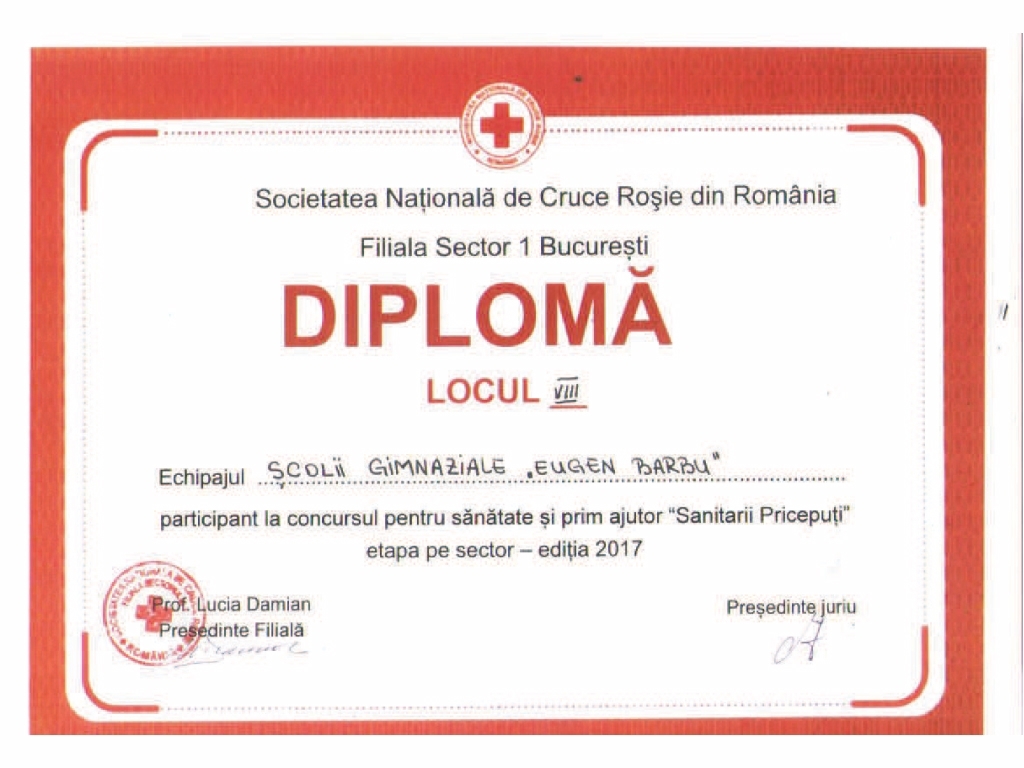 Societatea Națională de Cruce Roşie din România
Filiala Sector 1 București
DIPLOMĂ
LOCUL VIII
Echipajul ȘCOLII GIMNAZIALE „EUGEN BARBU"
participant la concursul pentru sănătate și prim ajutor “Sanitarii Pricepuți”
etapa pe sector – ediția 2017
Prof. Lucia Damian
Președinte Filială
Președinte juriu
ROMÂNIA